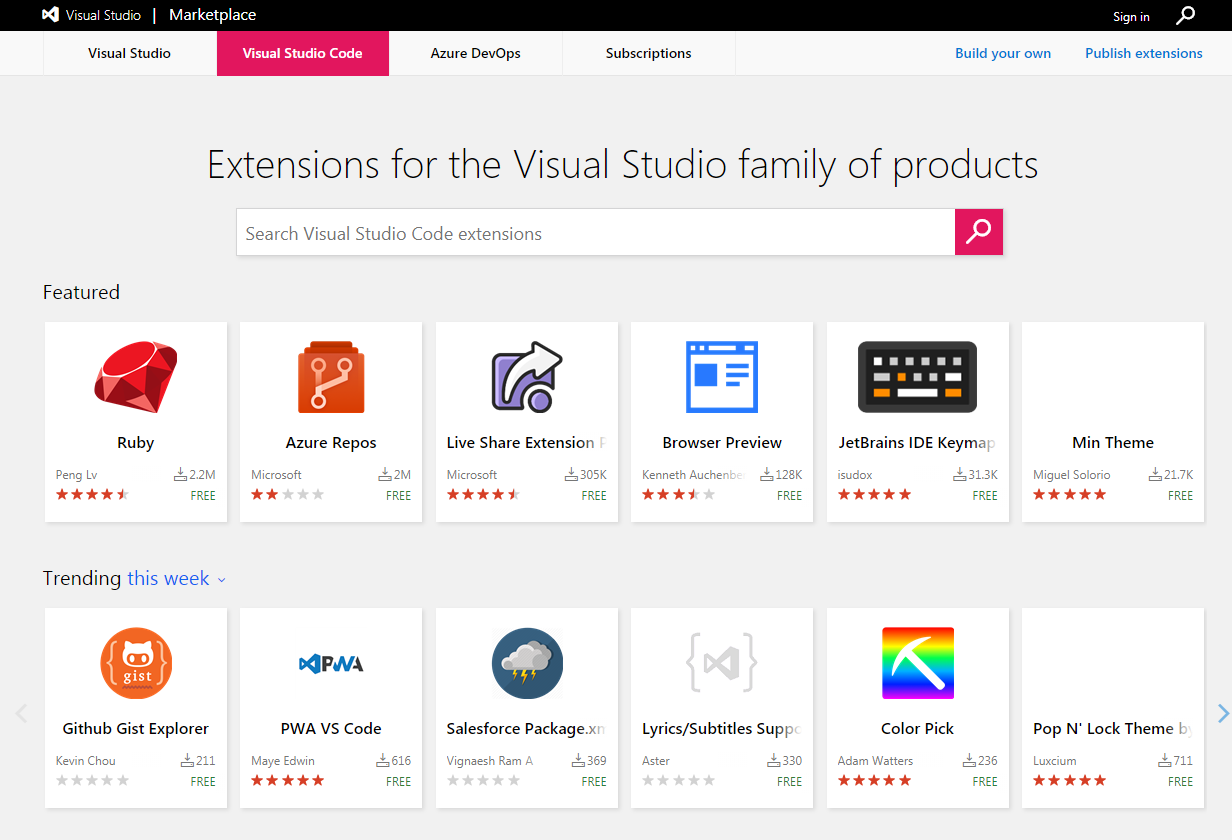 Visual Studio | Marketplace
Sign in
Visual Studio
Visual Studio Code
Azure DevOps
Subscriptions
Build your own
Publish extensions
Extensions for the Visual Studio family of products
Search Visual Studio Code extensions
Featured
Ruby
Peng Lv 2.2M
FREE
Azure Repos
Microsoft 2M
FREE
Live Share Extension P
Microsoft 305K
FREE
Browser Preview
Kenneth Auchenbe 128K
FREE
JetBrains IDE Keymap
isudox 31.3K
FREE
Min Theme
Miguel Solorio 21.7K
FREE
Trending this week
{gist}
Github Gist Explorer
Kevin Chou 211
FREE
PWA
PWA VS Code
Maye Edwin 616
FREE
Salesforce Package.xm
Vignaesh Ram A 369
FREE
Lyrics/Subtitles Suppo
Aster 330
FREE
Color Pick
Adam Watters 236
FREE
Pop N' Lock Theme by
Luxcium 711
FREE